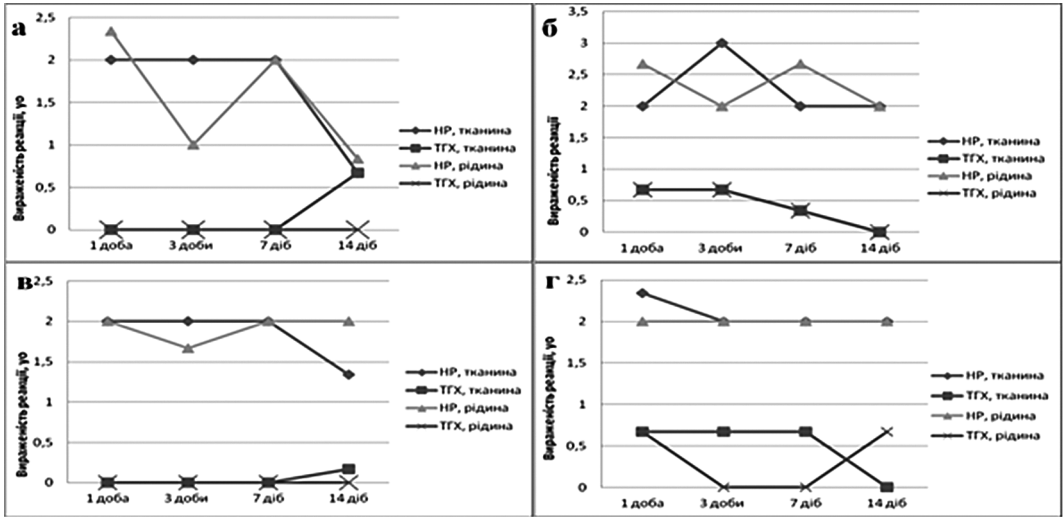 а
2,5
2
1,5
1
0,5
0
Вираженість реакції, уо
1 доба 3 доби 7 діб 14 діб
НР, тканина
ТГХ, тканина
НР, рідина
ТГХ, рідина
б
3,5
3
2,5
2
1,5
1
0,5
0
Вираженість реакції
1 доба 3 доби 7 діб 14 діб
НР, тканина
ТГХ, тканина
НР, рідина
ТГХ, рідина
в
2,5
2
1,5
1
0,5
0
Вираженість реакції, уо
1 доба 3 доби 7 діб 14 діб
НР, тканина
ТГХ, тканина
НР, рідина
ТГХ, рідина
г
2,5
2
1,5
1
0,5
0
Вираженість реакції, уо
1 доба 3 доби 7 діб 14 діб
НР, тканина
ТГХ, тканина
НР, рідина
ТГХ, рідина